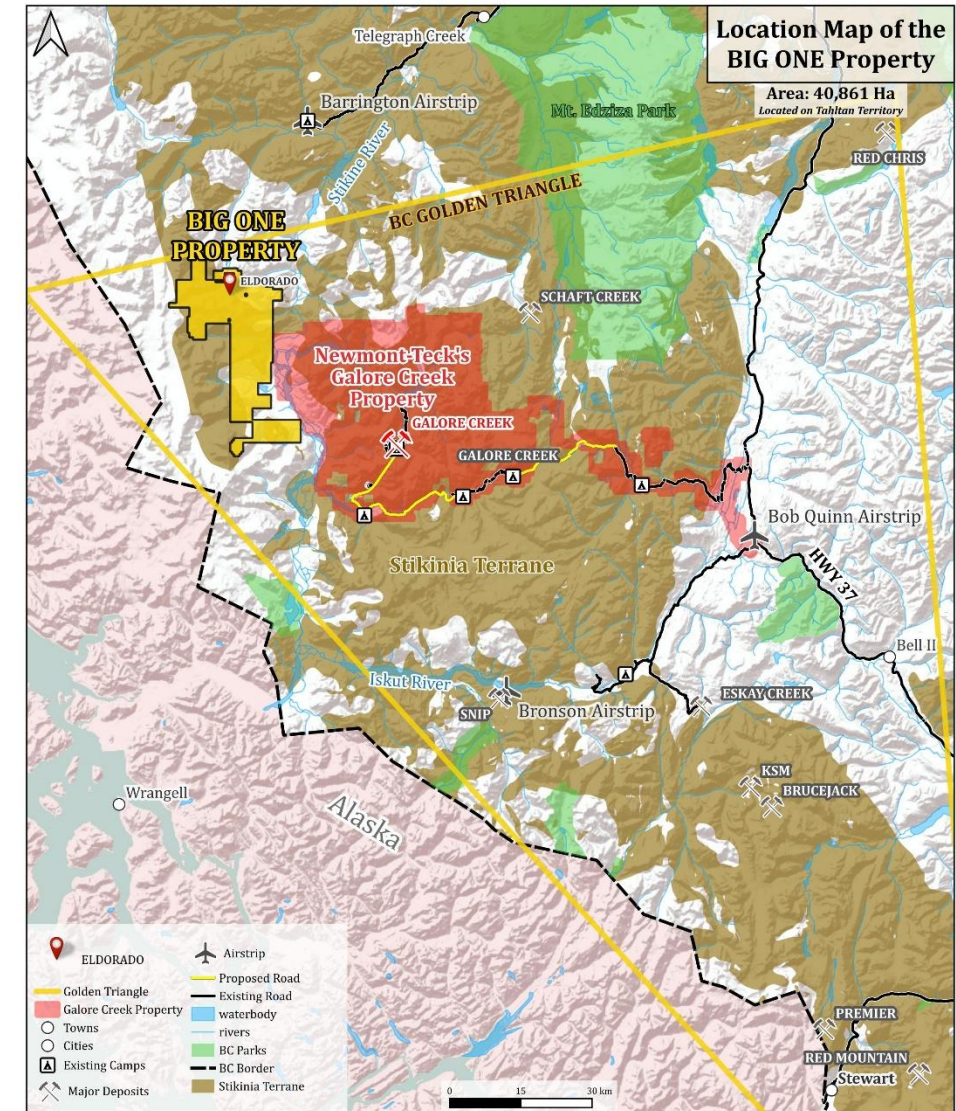 Location Map of the
BIG ONE Property
Area: 40,861 Ha
Located on Tahltan Territory
Telegraph Creek
Barrington Airstrip
Mt. Edziza Park
Stikine River
RED CHRIS
BC GOLDEN TRIANGLE
BIG ONE
PROPERTY
ELDORADO
SCHAFT CREEK
Newmont-Teck's
Galore Creek
Property
GALORE CREEK
GALORE CREEK
Bob Quinn Airstrip
HWY 37
Stikinia Terrane
Bell II
Iskut River
SNIP
Bronson Airstrip
ESKAY CREEK
KSM
BRUCEJACK
Wrangell
Alaska
PREMIER
RED MOUNTAIN
Stewart
ELDORADO
Golden Triangle
Galore Creek Property
Towns
Cities
Existing Camps
Major Deposits
Airstrip
Proposed Road
Existing Road
waterbody
rivers
BC Parks
BC Border
Stikinia Terrane
0 15 30 km